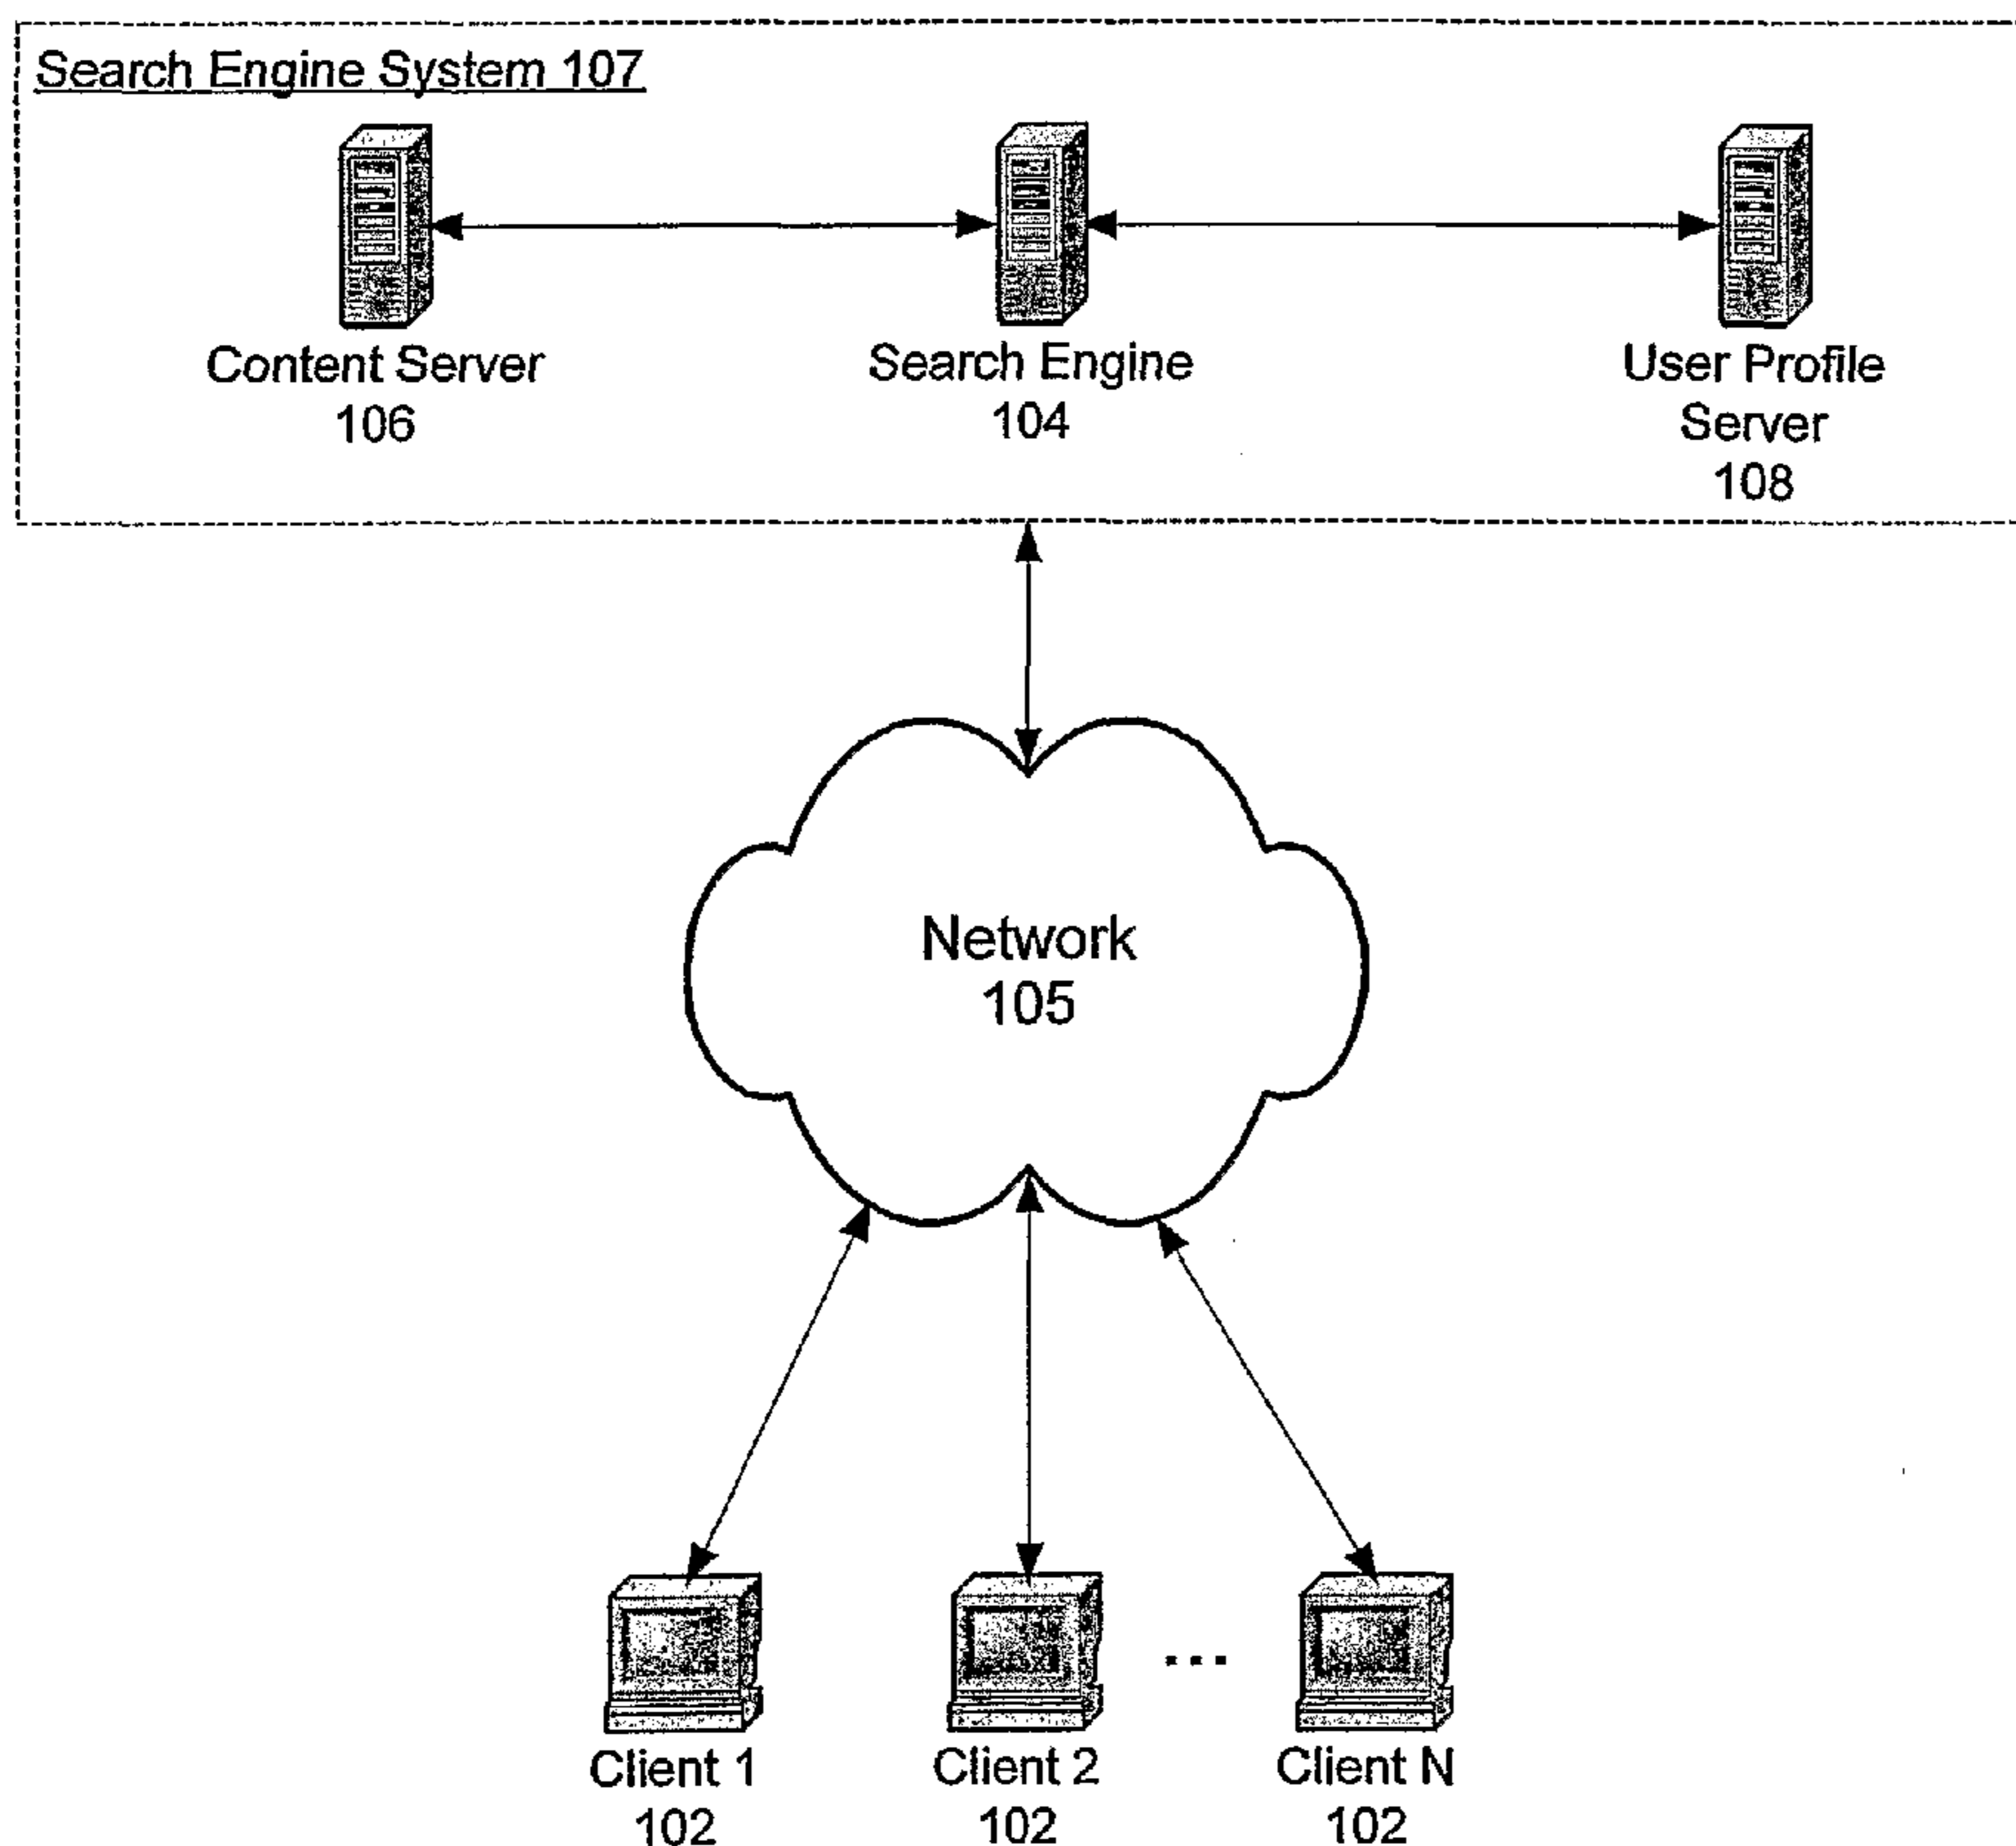 Search Engine System 107
Content Server
106
Search Engine
104
User Profile
Server
108
Network
105
...
Client 1
102
Client 2
102
Client N
102